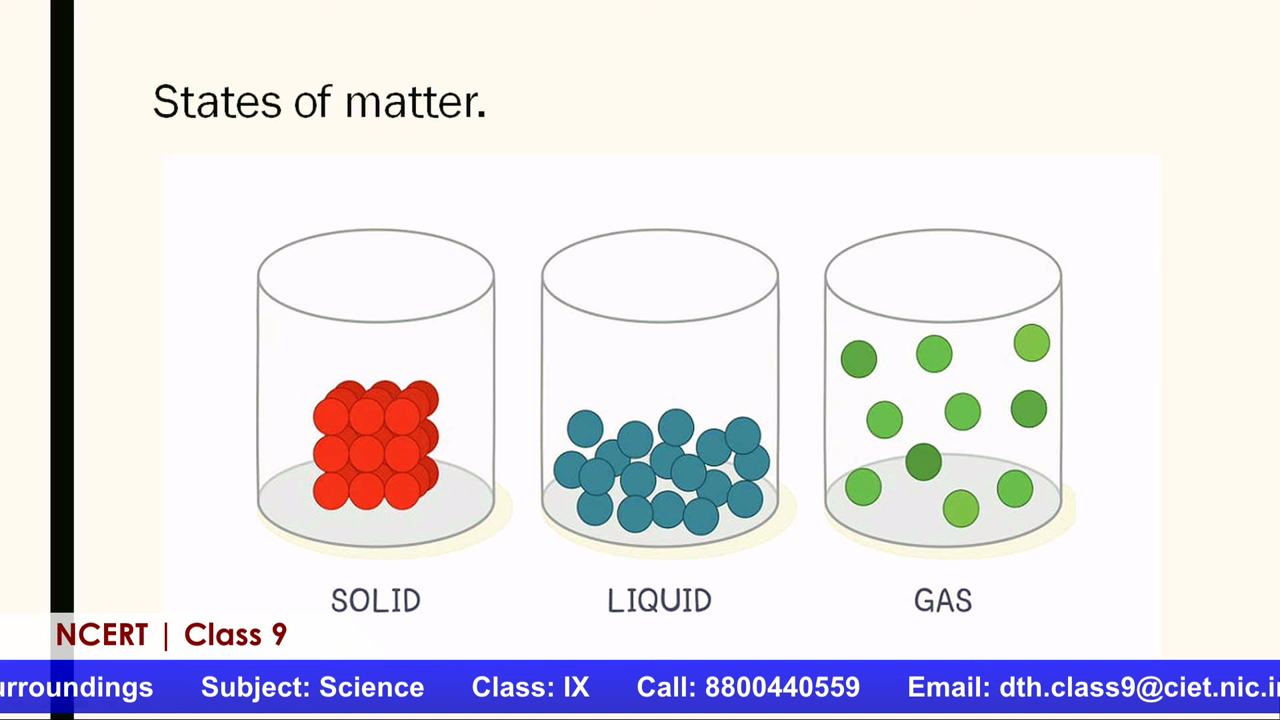 States of matter.
SOLID LIQUID GAS
NCERT | Class 9
urroundings Subject: Science Class: IX Call: 8800440559 Email: dth.class9@ciet.nic.i